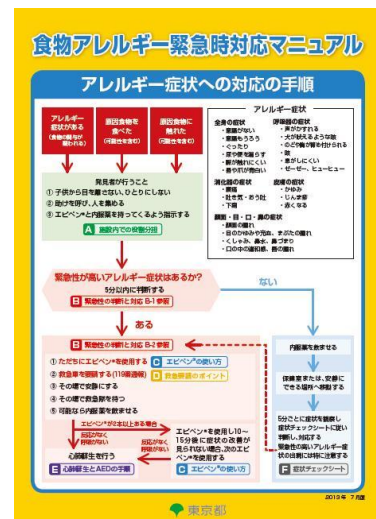 食物アレルギー緊急時対応マニュアル
アレルギー症状への対応の手順
アレルギー
症状がある
(食物の関与が
疑われる)
原因食物を
食べた
(可能性を含む)
原因食物に
触れた
(可能性を含む)
発見者が行うこと
① 子供から目を離さない、ひとりにしない
② 助けを呼び、人を集める
③ エピペン®と内服薬を持ってくるよう指示する
A 施設内での役割分担
アレルギー症状
全身の症状
・意識がない
・意識もうろう
・ぐったり
・尿や便を漏らす
・脈が触れにくい
・唇や爪が青白い
呼吸器の症状
・声がかすれる
・犬が吠えるような咳
・のどや胸が締め付けられる
・咳
・息がしにくい
・ゼーゼー、ヒューヒュー
消化器の症状
・腹痛
・吐き気・おう吐
・下痢
皮膚の症状
・かゆみ
・じんま疹
・赤くなる
顔面・目・口・鼻の症状
・顔面の腫れ
・目のかゆみや充血、まぶたの腫れ
・くしゃみ、鼻水、鼻づまり
・口の中の違和感、唇の腫れ
緊急性が高いアレルギー症状はあるか?
5分以内に判断する
B 緊急性の判断と対応 B-1参照
ない
ある
B 緊急性の判断と対応 B-2参照
① ただちにエピペン®を使用する
C エピペン®の使い方
② 救急車を要請する(119番通報)
D 救急要請のポイント
③ その場で安静にする
④ その場で救急隊を待つ
⑤ 可能なら内服薬を飲ませる
エピペン®が2本以上ある場合
反応がなく
呼吸がない
反応がなく
呼吸がない
心肺蘇生を行う
E 心肺蘇生とAEDの手順
エピペン®を使用し10~
15分後に症状の改善が
見られない場合、次のエピ
ペン®を使用する
C エピペン®の使い方
内服薬を飲ませる
保健室または、安静に
できる場所へ移動する
5分ごとに症状を観察し
症状チェックシートに従い
判断し、対応する
緊急性の高いアレルギー症
状の出現には特に注意する
F 症状チェックシート
東京都